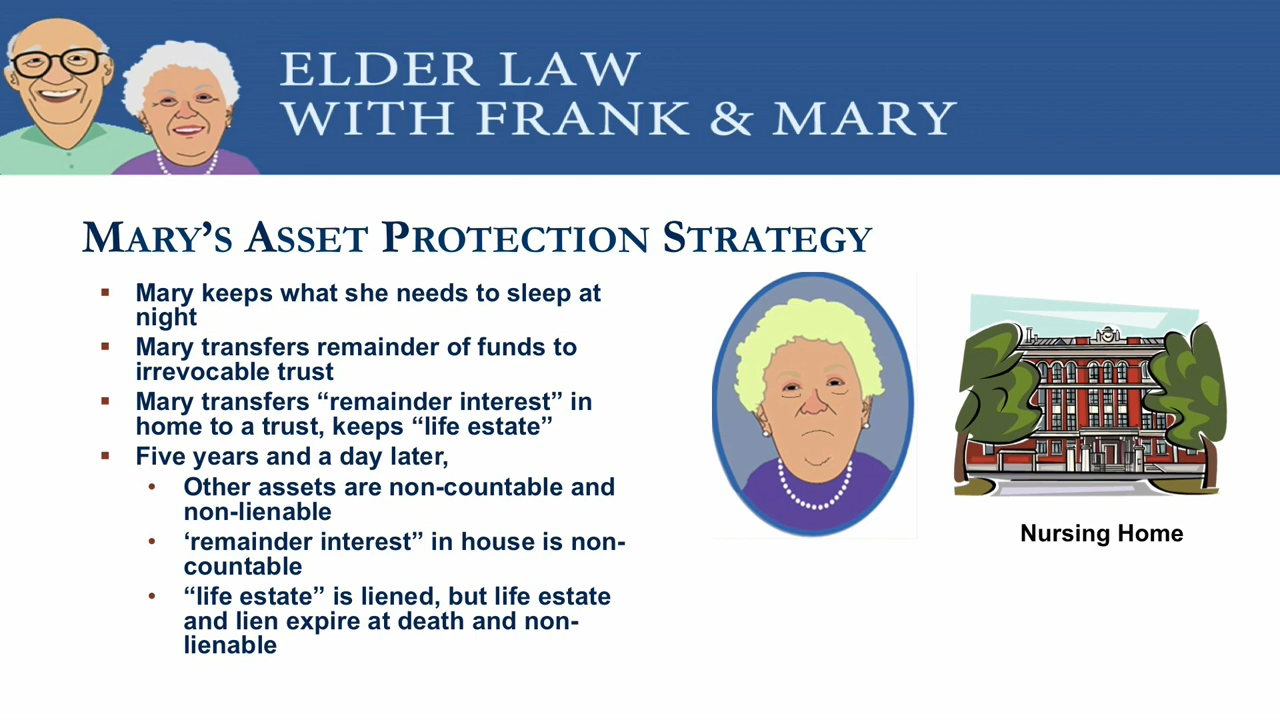 ELDER LAW
WITH FRANK & MARY
MARY'S ASSET PROTECTION STRATEGY
▪ Mary keeps what she needs to sleep at
night
▪ Mary transfers remainder of funds to
irrevocable trust
▪ Mary transfers “remainder interest” in
home to a trust, keeps “life estate”
▪ Five years and a day later,
• Other assets are non-countable and
non-lienable
• ‘remainder interest” in house is non-
countable
• “life estate” is liened, but life estate
and lien expire at death and non-
lienable
Nursing Home